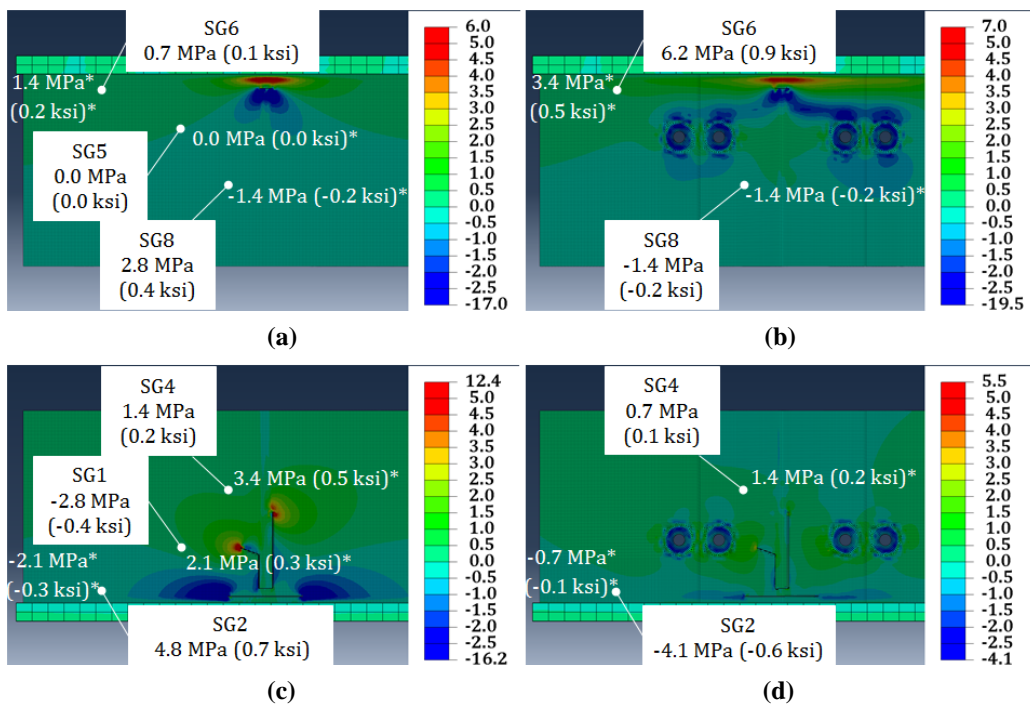 SG6
0.7 MPa (0.1 ksi)
1.4 MPa*
(0.2 ksi)*
0.0 MPa (0.0 ksi)*
SG5
0.0 MPa
(0.0 ksi)
-1.4 MPa (-0.2 ksi)*
SG8
2.8 MPa
(0.4 ksi)
6.0
5.0
4.5
4.0
3.5
3.0
2.5
2.0
1.5
1.0
0.5
0.0
-0.5
-1.0
-1.5
-2.0
-2.5
-17.0
(a)
SG6
6.2 MPa (0.9 ksi)
3.4 MPa*
(0.5 ksi)*
-1.4 MPa (-0.2 ksi)*
SG8
-1.4 MPa
(-0.2 ksi)
7.0
5.0
4.5
4.0
3.5
3.0
2.5
2.0
1.5
1.0
0.5
0.0
-0.5
-1.0
-1.5
-2.0
-2.5
-19.5
(b)
SG4
1.4 MPa
(0.2 ksi)
3.4 MPa (0.5 ksi)*
SG1
-2.8 MPa
(-0.4 ksi)
-2.1 MPa*
(-0.3 ksi)*
2.1 MPa (0.3 ksi)*
SG2
4.8 MPa (0.7 ksi)
12.4
5.0
4.5
4.0
3.5
3.0
2.5
2.0
1.5
1.0
0.5
0.0
-0.5
-1.0
-1.5
-2.0
-2.5
-16.2
(c)
SG4
0.7 MPa
(0.1 ksi)
1.4 MPa (0.2 ksi)*
-0.7 MPa*
(-0.1 ksi)*
SG2
-4.1 MPa (-0.6 ksi)
5.5
5.0
4.5
4.0
3.5
3.0
2.5
2.0
1.5
1.0
0.5
0.0
-0.5
-1.0
-1.5
-2.0
-2.5
-4.1
(d)